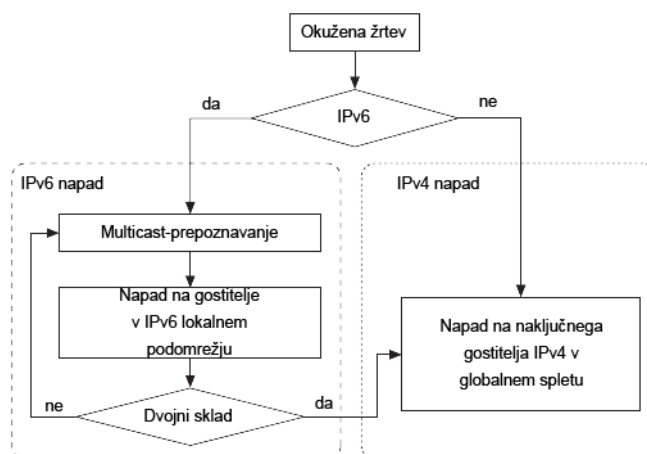 Okužena žrtev
IPv6
da
ne
IPv6 napad
Multicast-prepoznavanje
Napad na gostitelje
v IPv6 lokalnem
podomrežju
Dvojni sklad
ne
da
IPv4 napad
Napad na naključnega
gostitelja IPv4 v
globalnem spletu